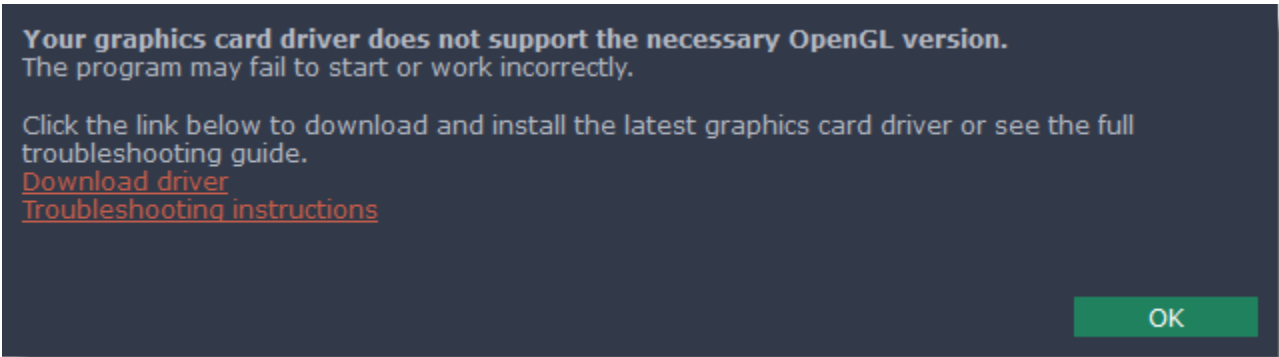 Your graphics card driver does not support the necessary OpenGL version.
The program may fail to start or work incorrectly.
Click the link below to download and install the latest graphics card driver or see the full
troubleshooting guide.
Download driver
Troubleshooting instructions
OK